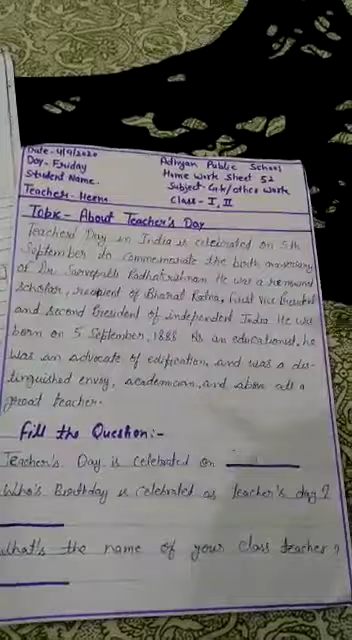 Date - 4/9/2020
Day - Friday
Student Name.
Teacher - Heena
Adhyan Public School
Home Work Sheet 52
Subject - G.k/other work
Class - I, II
Topic - About Teacher's Day
Teachers' Day in India is celebrated on 5th
September to commemorate the birth anniversary
of Dr. Sarvepalli Radhakrishnan. He was a renowned
scholar, recipient of Bharat Ratna, first Vice President
and second President of independent India. He was
born on 5 September, 1888 As an educationist, he
was an advocate of edification, and was a dis-
tinguished envoy, academician, and above all a
great teacher.
Fill the Question:-
Teacher's Day is celebrated on
Who's Birthday is celebrated as teacher's day?
What's the name of your class teacher?